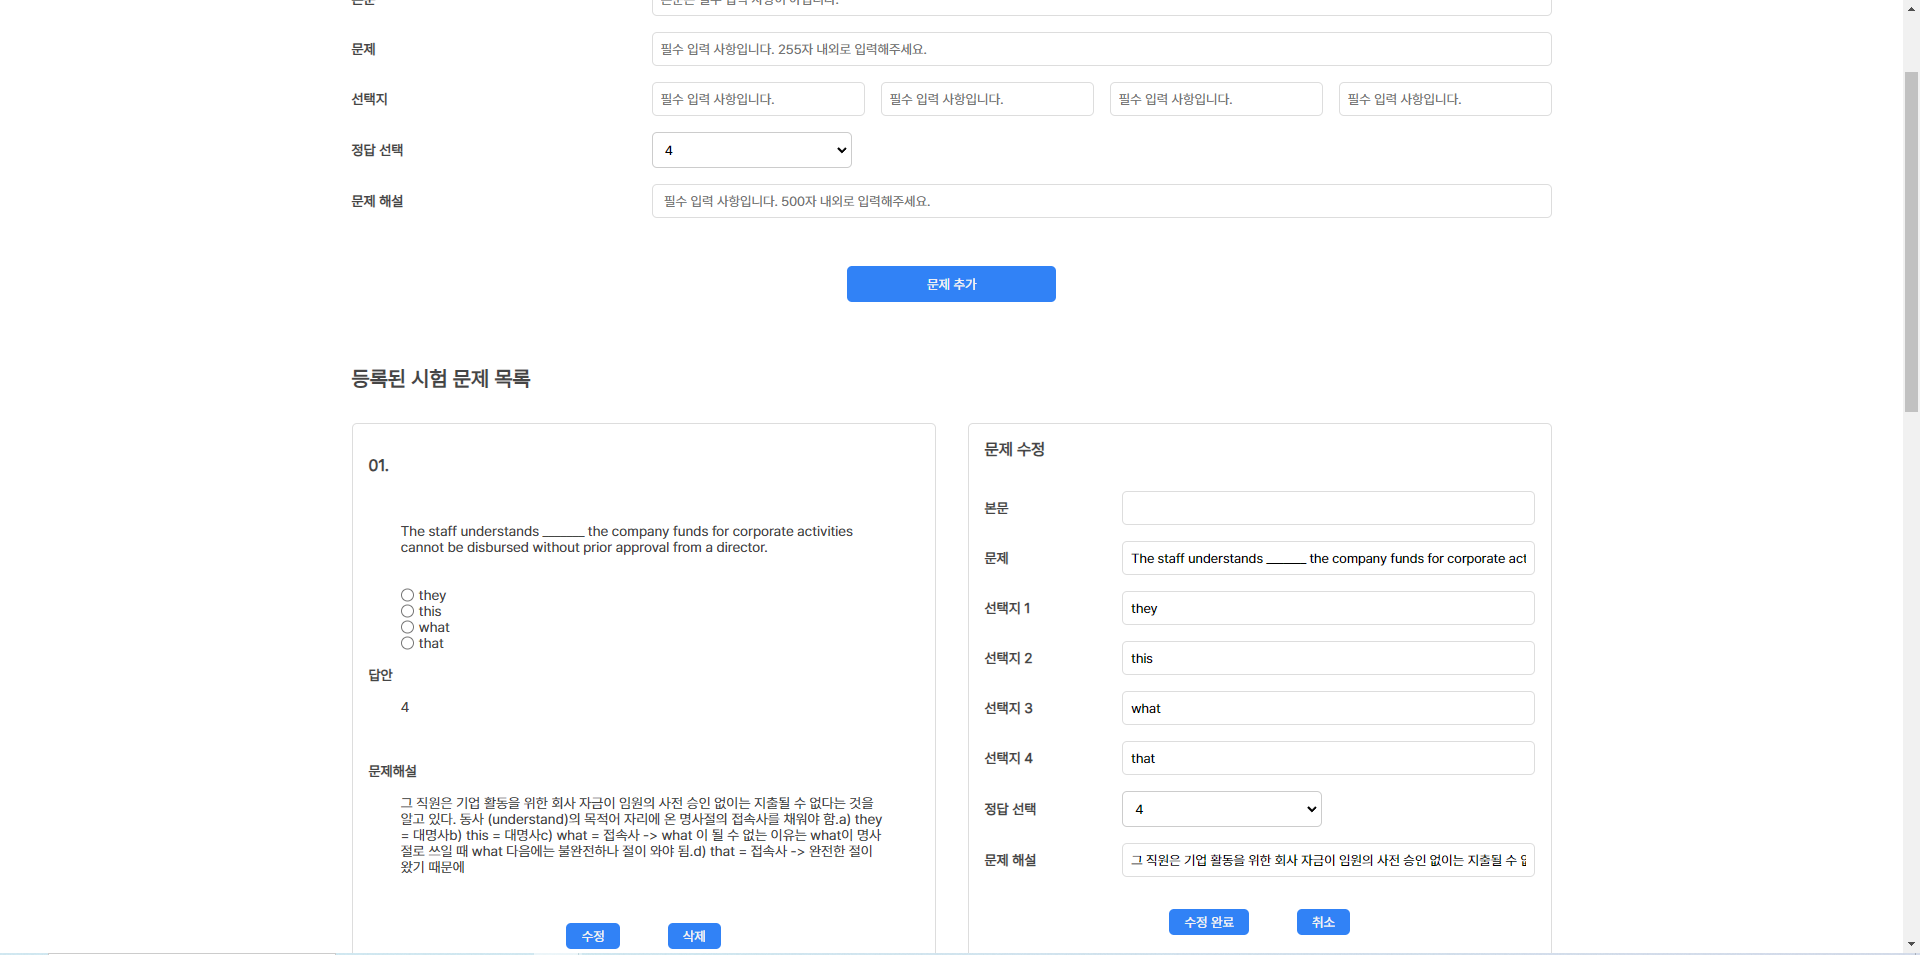 본문
본문은 필수 입력 사항이 아닙니다.
문제
필수 입력 사항입니다. 255자 내외로 입력해주세요.
선택지
필수 입력 사항입니다.
필수 입력 사항입니다.
필수 입력 사항입니다.
필수 입력 사항입니다.
정답 선택
4
문제 해설
필수 입력 사항입니다. 500자 내외로 입력해주세요.
문제 추가
등록된 시험 문제 목록
01.
The staff understands ______ the company funds for corporate activities
cannot be disbursed without prior approval from a director.
they
this
what
that
답안
4
문제해설
그 직원은 기업 활동을 위한 회사 자금이 임원의 사전 승인 없이는 지출될 수 없다는 것을
알고 있다. 동사 (understand)의 목적어 자리에 온 명사절의 접속사를 채워야 함.a) they
= 대명사b) this = 대명사c) what = 접속사 -> what 이 될 수 없는 이유는 what이 명사
절로 쓰일 때 what 다음에는 불완전하나 절이 와야 됨.d) that = 접속사 -> 완전한 절이
왔기 때문에
수정
삭제
문제 수정
본문
문제
The staff understands ______ the company funds for corporate act
선택지 1
they
선택지 2
this
선택지 3
what
선택지 4
that
정답 선택
4
문제 해설
그 직원은 기업 활동을 위한 회사 자금이 임원의 사전 승인 없이는 지출될 수
수정 완료
취소